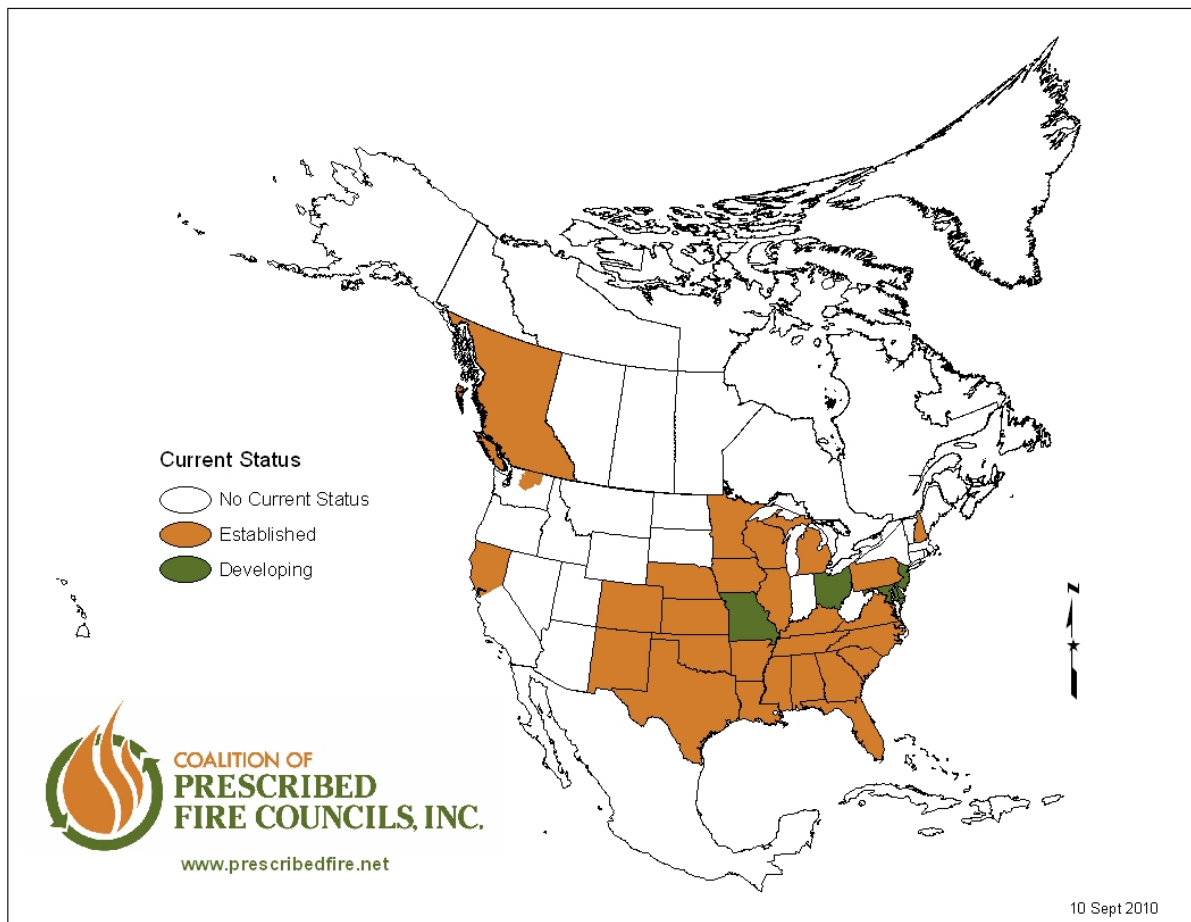 Current Status
No Current Status
Established
Developing
N
COALITION OF
PRESCRIBED
FIRE COUNCILS, INC.
www.prescribedfire.net
10 Sept 2010